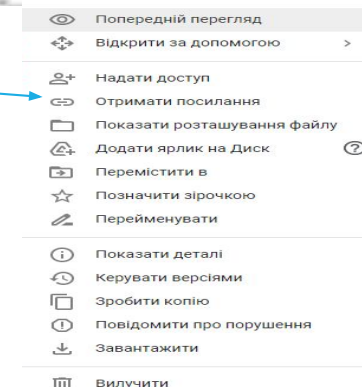 Попередній перегляд
Відкрити за допомогою
Надати доступ
Отримати посилання
Показати розташування файлу
Додати ярлик на Диск
Перемістити в
Позначити зірочкою
Перейменувати
Показати деталі
Керувати версіями
Зробити копію
Повідомити про порушення
Завантажити
Вилучити